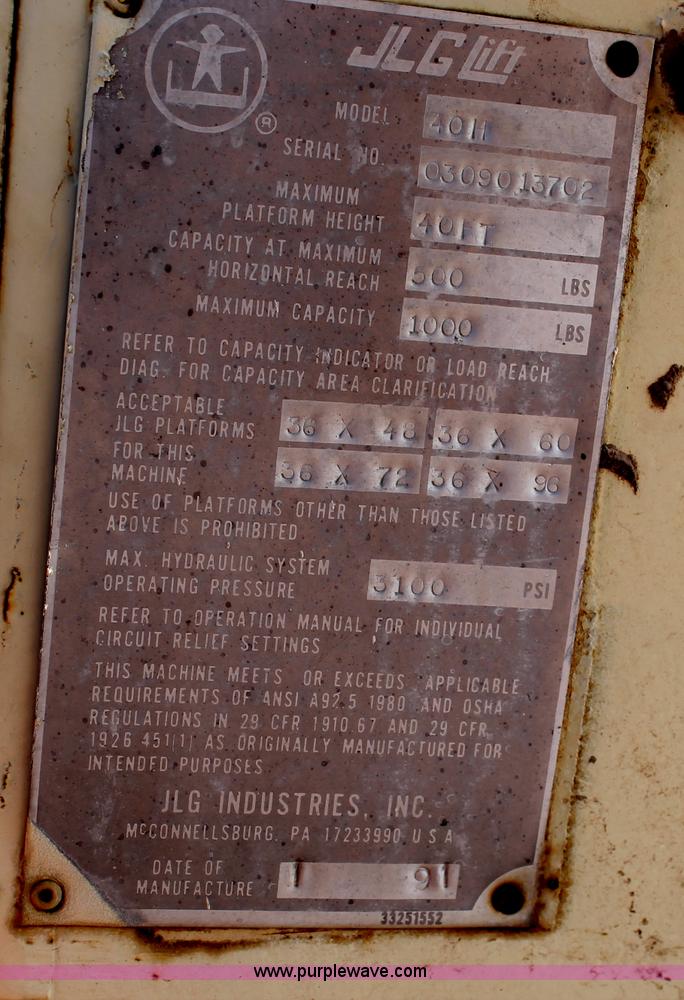 JLG Lift
®
MODEL 40H
SERIAL NO. 0309013702
MAXIMUM
PLATFORM HEIGHT 40FT
CAPACITY AT MAXIMUM
HORIZONTAL REACH 500 LBS
MAXIMUM CAPACITY 1000 LBS
REFER TO CAPACITY INDICATOR OR LOAD REACH
DIAG. FOR CAPACITY AREA CLARIFICATION
ACCEPTABLE
JLG PLATFORMS 36 X 48 36 X 60
FOR THIS
MACHINE 36 X 72 36 X 96
USE OF PLATFORMS OTHER THAN THOSE LISTED
ABOVE IS PROHIBITED
MAX. HYDRAULIC SYSTEM
OPERATING PRESSURE 3100 PSI
REFER TO OPERATION MANUAL FOR INDIVIDUAL
CIRCUIT RELIEF SETTINGS
THIS MACHINE MEETS OR EXCEEDS APPLICABLE
REQUIREMENTS OF ANSI A92.5 1980 AND OSHA
REGULATIONS IN 29 CFR 1910.67 AND 29 CFR
1926 451(1) AS ORIGINALLY MANUFACTURED FOR
INTENDED PURPOSES
JLG INDUSTRIES, INC.
McCONNELLSBURG, PA 17233990 U S A
DATE OF
MANUFACTURE 1 91
33251552
www.purplewave.com